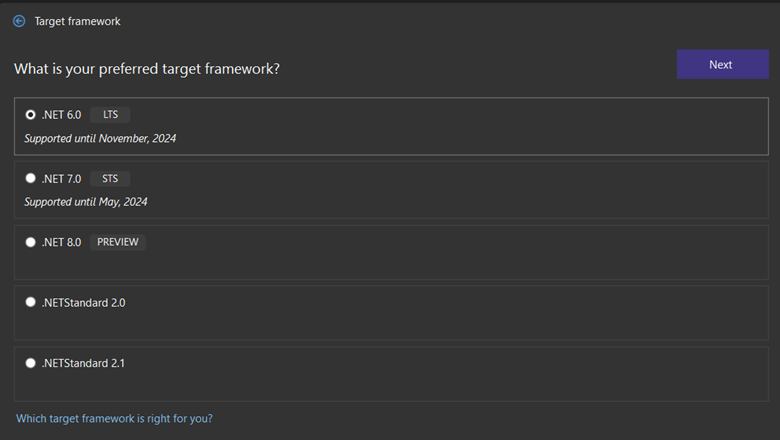 Target framework
What is your preferred target framework?
Next
.NET 6.0 LTS
Supported until November, 2024
.NET 7.0 STS
Supported until May, 2024
.NET 8.0 PREVIEW
.NETStandard 2.0
.NETStandard 2.1
Which target framework is right for you?